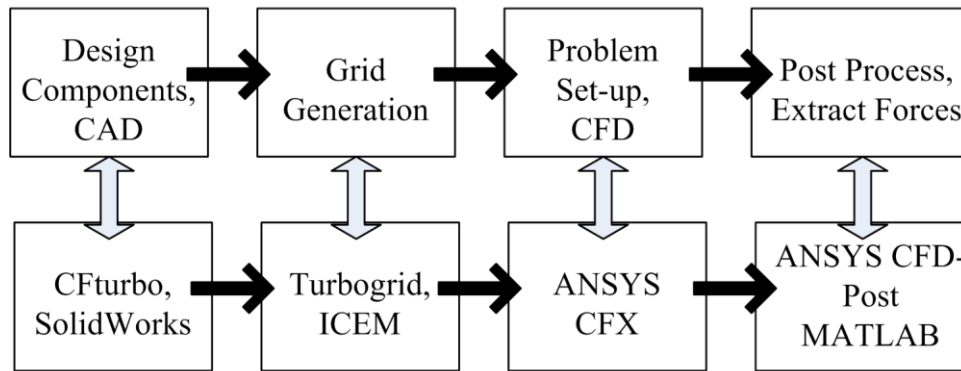 Design
Components,
CAD
Grid
Generation
Problem
Set-up,
CFD
Post Process,
Extract Forces
CFturbo,
SolidWorks
Turbogrid,
ICEM
ANSYS
CFX
ANSYS CFD-
Post
MATLAB